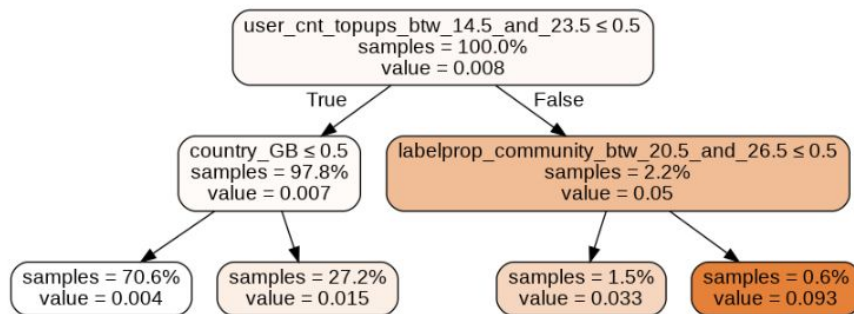 user_cnt_topups_btw_14.5_and_23.5 ≤ 0.5
samples = 100.0%
value = 0.008
True
False
country_GB ≤ 0.5
samples = 97.8%
value = 0.007
labelprop_community_btw_20.5_and_26.5 ≤ 0.5
samples = 2.2%
value = 0.05
samples = 70.6%
value = 0.004
samples = 27.2%
value = 0.015
samples = 1.5%
value = 0.033
samples = 0.6%
value = 0.093